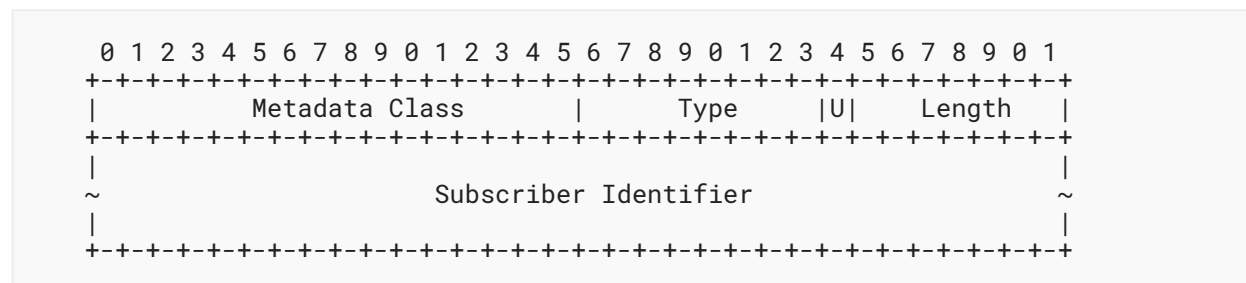 0 1 2 3 4 5 6 7 8 9 0 1 2 3 4 5 6 7 8 9 0 1 2 3 4 5 6 7 8 9 0 1
+-+-+-+-+-+-+-+-+-+-+-+-+-+-+-+-+-+-+-+-+-+-+-+-+-+-+-+-+-+-+-+-+
|          Metadata Class       |      Type     |U|    Length   |
+-+-+-+-+-+-+-+-+-+-+-+-+-+-+-+-+-+-+-+-+-+-+-+-+-+-+-+-+-+-+-+-+
|                                                               |
~                      Subscriber Identifier                    ~
|                                                               |
+-+-+-+-+-+-+-+-+-+-+-+-+-+-+-+-+-+-+-+-+-+-+-+-+-+-+-+-+-+-+-+-+